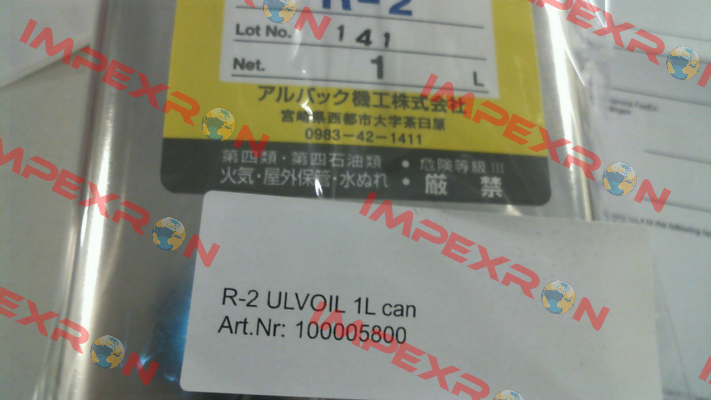 R-2
Lot No. 141
Net. 1 L
アルバック機工株式会社
宮崎県西都市大字茶臼原
0983-42-1411
第四類・第四石油類 • 危険等級III
火気・屋外保管・水ぬれ • 厳禁
R-2 ULVOIL 1L can
Art.Nr: 100005800
IMPEXRON